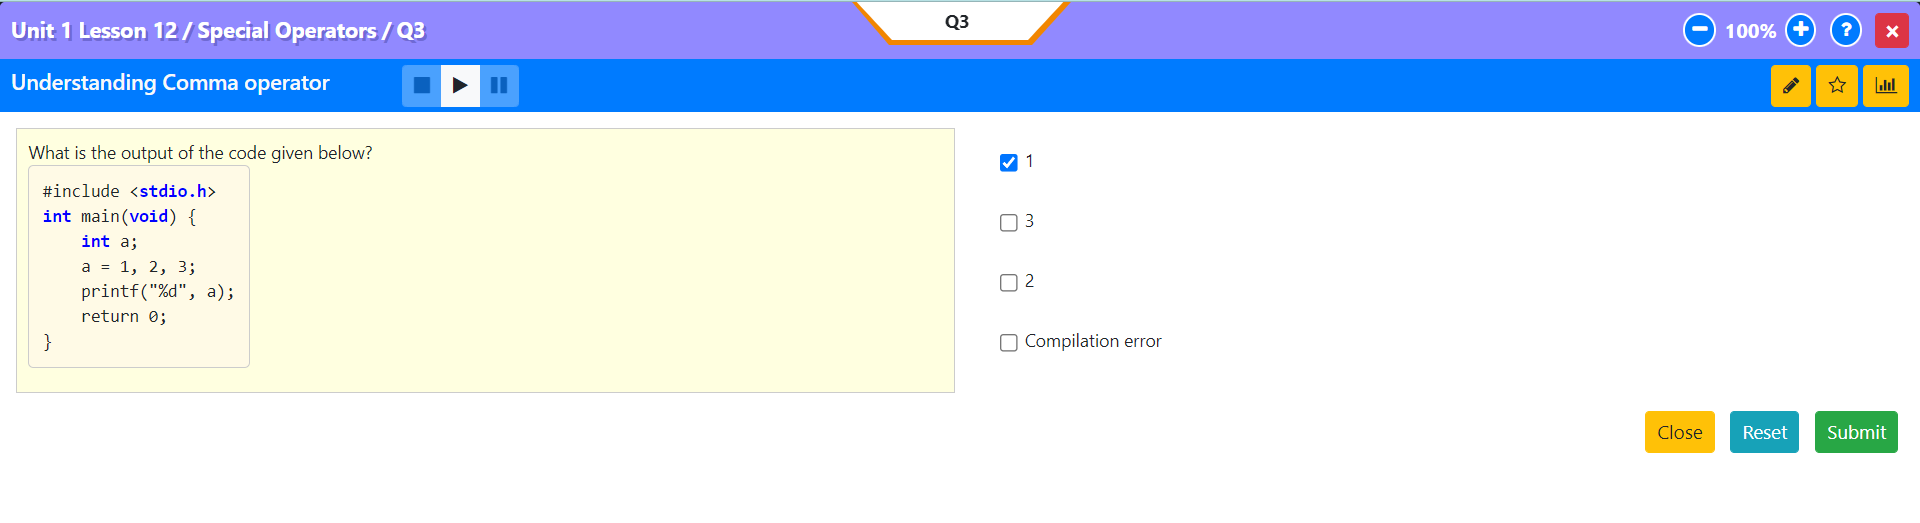 Unit 1 Lesson 12 / Special Operators / Q3
Q3
100%
?
×
Understanding Comma operator
What is the output of the code given below?
#include <stdio.h>
int main(void) {
    int a;
    a = 1, 2, 3;
    printf("%d", a);
    return 0;
}
1
3
2
Compilation error
Close
Reset
Submit